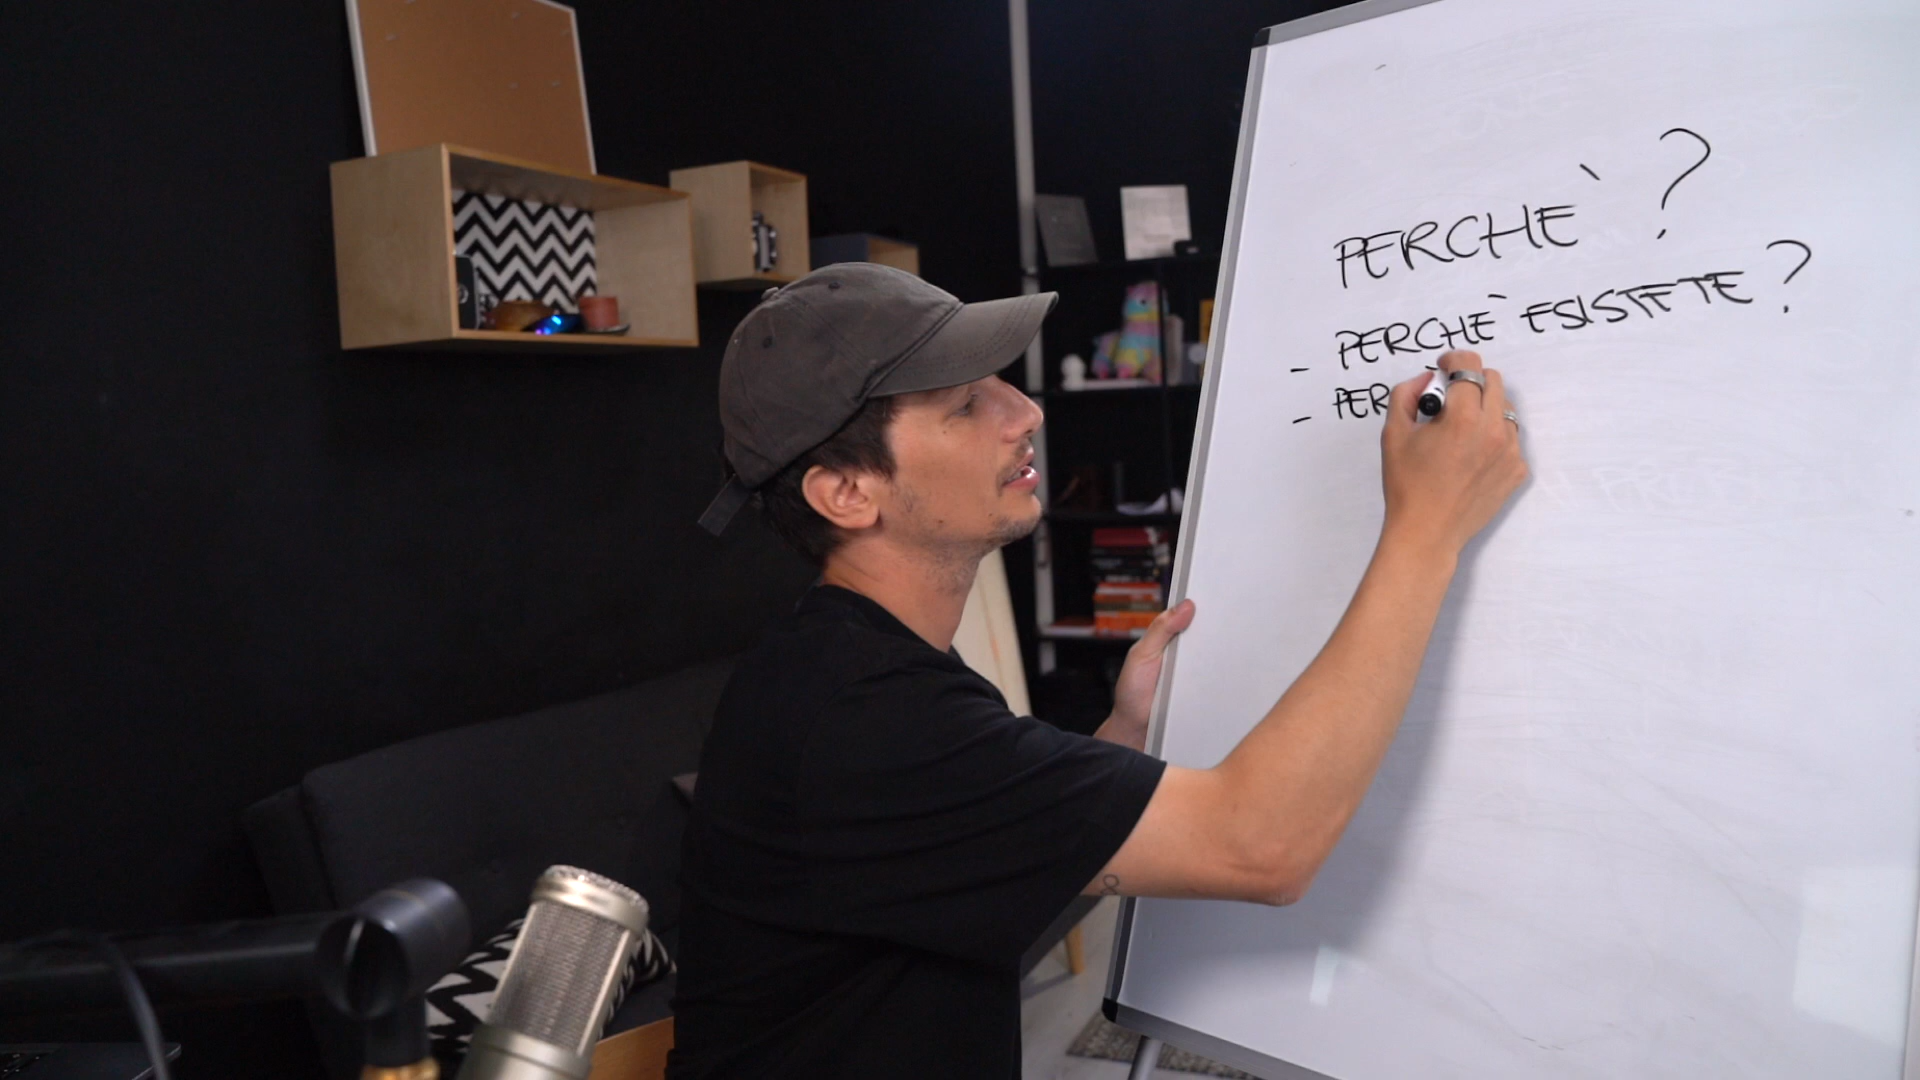 PERCHE` ?
- PERCHE` ESISTETE ?
- PER